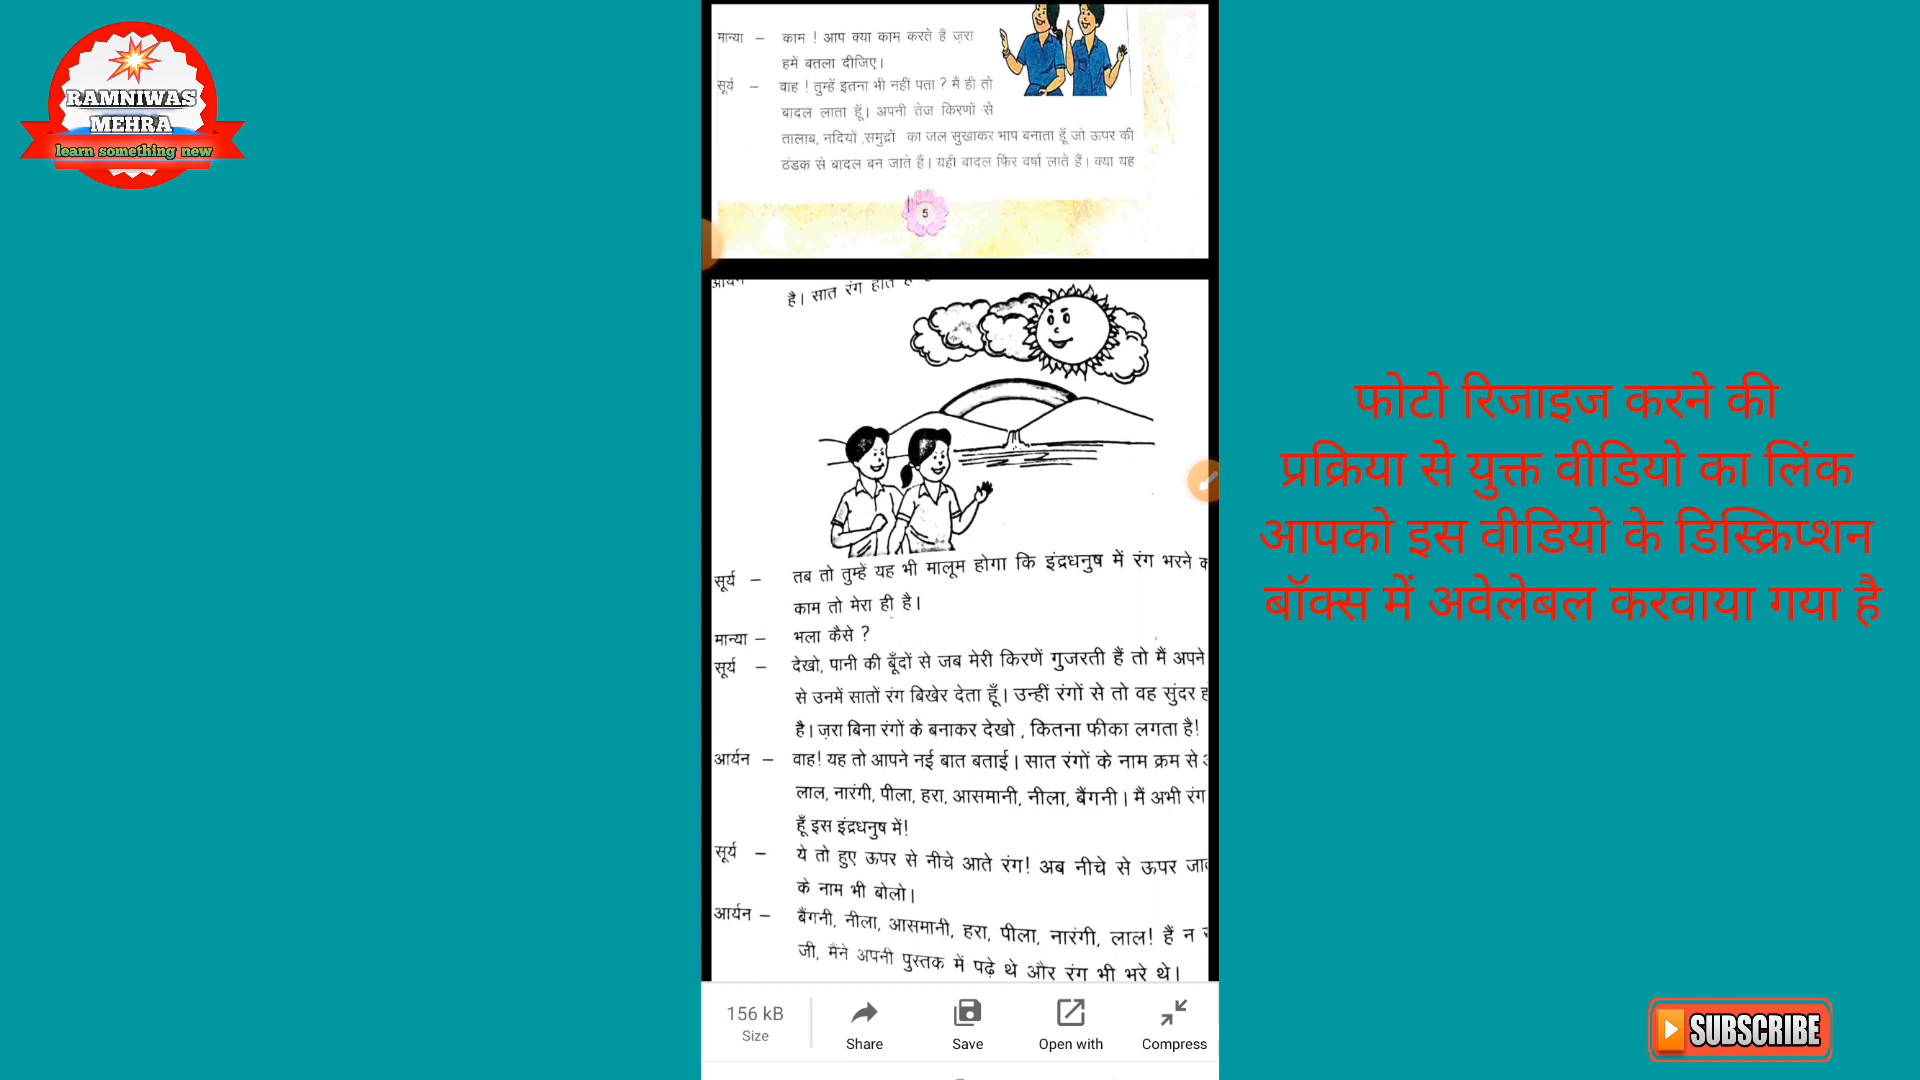 RAMNIWAS
MEHRA
learn something new
मान्या – काम ! आप क्या काम करते हैं ज़रा
हमें बतला दीजिए।
सूर्य – वाह ! तुम्हें इतना भी नहीं पता ? मैं ही तो
बादल लाता हूँ। अपनी तेज किरणों से
तालाब, नदियों ,समुद्रों का जल सुखाकर भाप बनाता हूँ जो ऊपर की
ठंडक से बादल बन जाते हैं। यही बादल फिर वर्षा लाते हैं। क्या यह
5
आर्यन
है। सात रंग होते
सूर्य – तब तो तुम्हें यह भी मालूम होगा कि इंद्रधनुष में रंग भरने
काम तो मेरा ही है।
मान्या – भला कैसे ?
सूर्य – देखो, पानी की बूँदों से जब मेरी किरणें गुजरती हैं तो मैं अपने
से उनमें सातों रंग बिखेर देता हूँ। उन्हीं रंगों से तो वह सुंदर
है। ज़रा बिना रंगों के बनाकर देखो , कितना फीका लगता है!
आर्यन – वाह! यह तो आपने नई बात बताई। सात रंगों के नाम क्रम से
लाल, नारंगी, पीला, हरा, आसमानी, नीला, बैंगनी। मैं अभी रंग
हूँ इस इंद्रधनुष में!
सूर्य – ये तो हुए ऊपर से नीचे आते रंग! अब नीचे से ऊपर
के नाम भी बोलो।
आर्यन – बैंगनी, नीला, आसमानी, हरा, पीला, नारंगी, लाल! हैं न
जी, मैंने अपनी पुस्तक में पढ़े थे और रंग भी भरे थे।
156 kB
Size
Share
Save
Open with
Compress
फोटो रिजाइज करने की
प्रक्रिया से युक्त वीडियो का लिंक
आपको इस वीडियो के डिस्क्रिप्शन
बॉक्स में अवेलेबल करवाया गया है
SUBSCRIBE